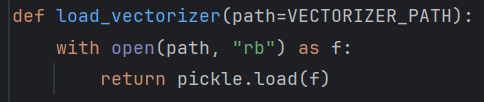 def load_vectorizer(path=VECTORIZER_PATH):
    with open(path, "rb") as f:
        return pickle.load(f)